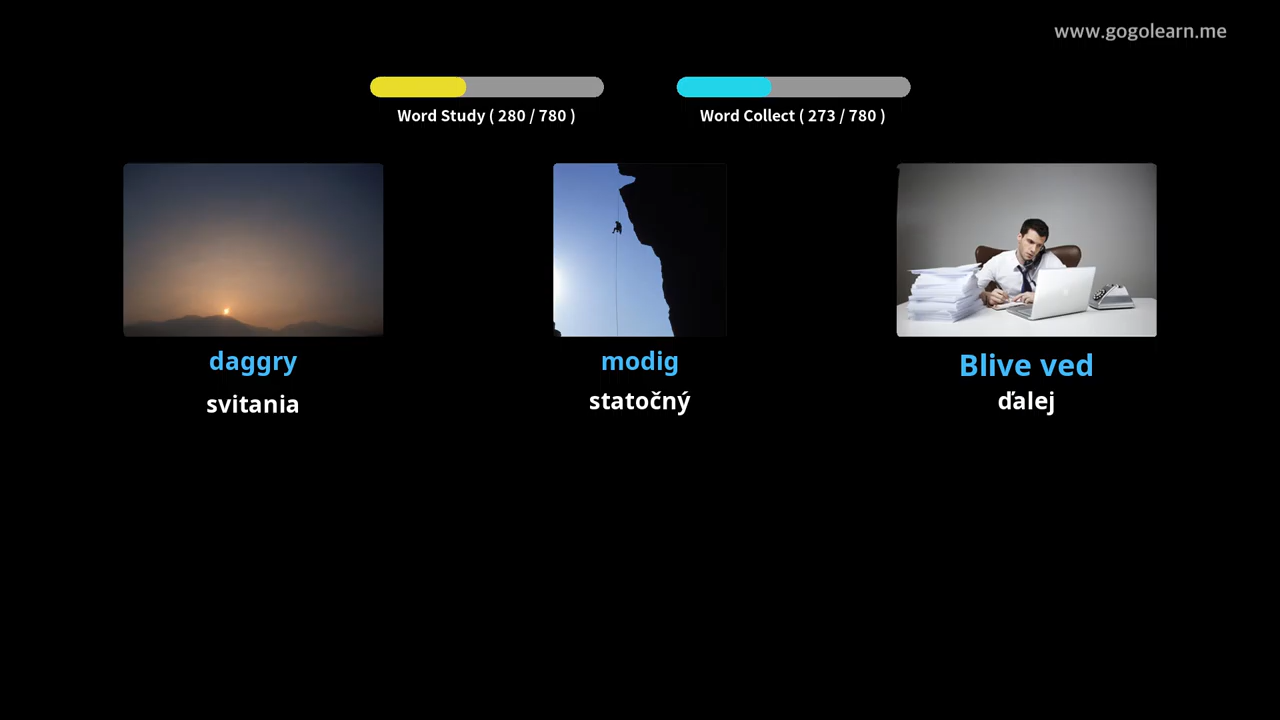 www.gogolearn.me
Word Study ( 280 / 780 )
Word Collect ( 273 / 780 )
daggry
svitania
modig
statočný
Blive ved
ďalej